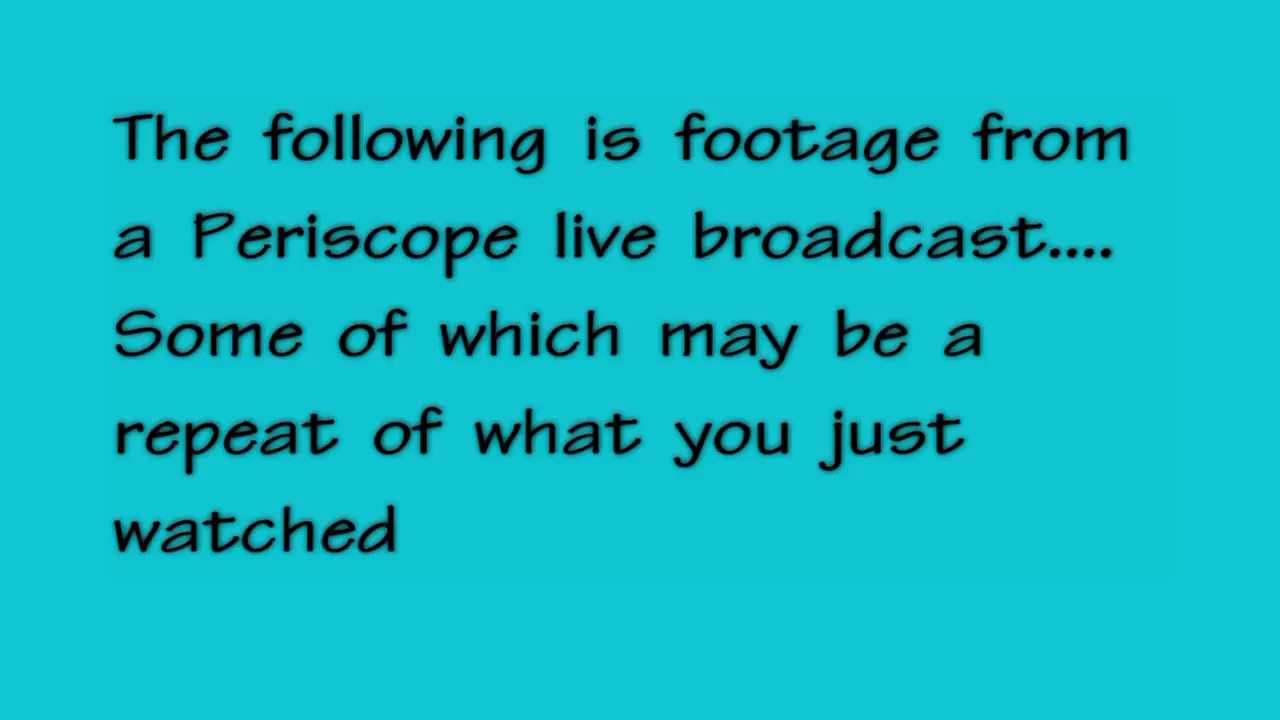 The following is footage from
a Periscope live broadcast....
Some of which may be a
repeat of what you just
watched